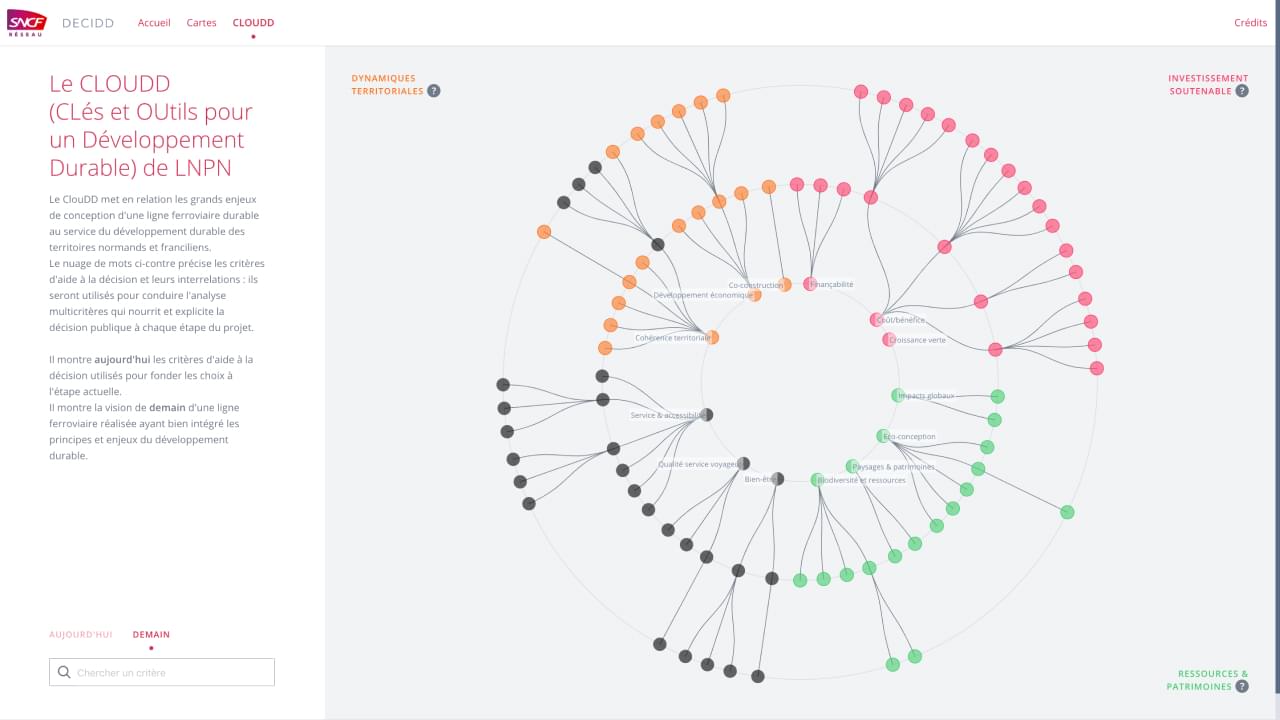 SNCF
RÉSEAU
DECIDD
Accueil
Cartes
CLOUDD
Crédits
Le CLOUDD
(CLés et OUtils pour
un Développement
Durable) de LNPN
Le ClouDD met en relation les grands enjeux
de conception d'une ligne ferroviaire durable
au service du développement durable des
territoires normands et franciliens.
Le nuage de mots ci-contre précise les critères
d'aide à la décision et leurs interrelations : ils
seront utilisés pour conduire l'analyse
multicritères qui nourrit et explicite la
décision publique à chaque étape du projet.
Il montre aujourd'hui les critères d'aide à la
décision utilisés pour fonder les choix à
l'étape actuelle.
Il montre la vision de demain d'une ligne
ferroviaire réalisée ayant bien intégré les
principes et enjeux du développement
durable.
AUJOURD'HUI
DEMAIN
Chercher un critère
DYNAMIQUES
TERRITORIALES ?
INVESTISSEMENT
SOUTENABLE ?
Co-construction
Finançabilité
Développement économique
Coût/bénéfice
Cohérence territoriale
Croissance verte
Impacts globaux
Service & accessibilité
Eco-conception
Qualité service voyageur
Paysages & patrimoines
Bien-être
Biodiversité et ressources
RESSOURCES &
PATRIMOINES ?